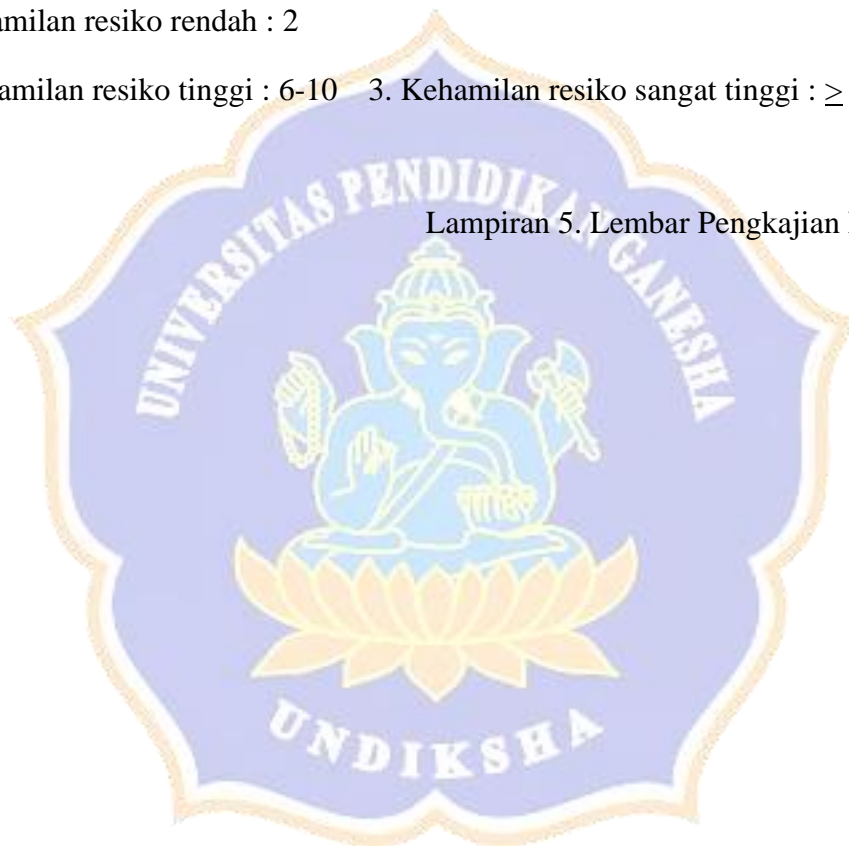 amilan resiko rendah : 2
amilan resiko tinggi : 6-10 3. Kehamilan resiko sangat tinggi : ≥
Lampiran 5. Lembar Pengkajian
UNIVERSITAS PENDIDIKAN GANESHA
UNDIKSHA